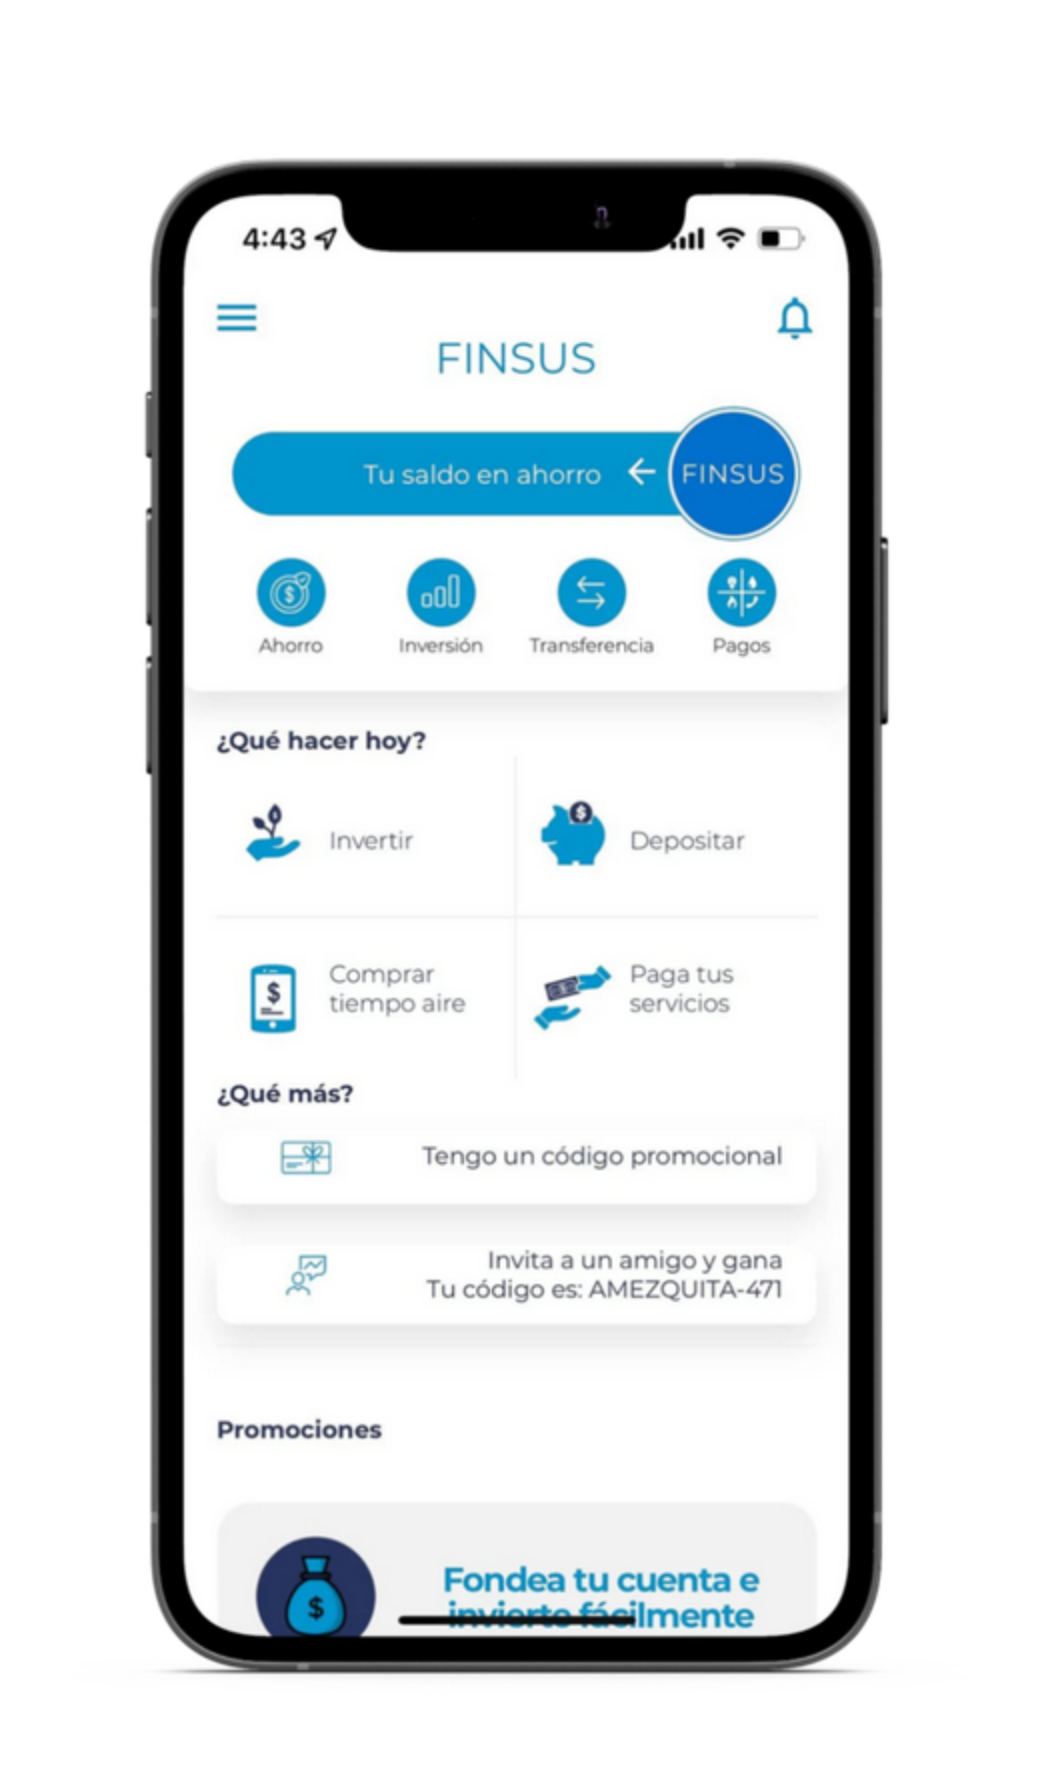 4:43
FINSUS
Tu saldo en ahorro
FINSUS
Ahorro
Inversión
Transferencia
Pagos
¿Qué hacer hoy?
Invertir
Depositar
Comprar
tiempo aire
Paga tus
servicios
¿Qué más?
Tengo un código promocional
Invita a un amigo y gana
Tu código es: AMEZQUITA-471
Promociones
Fondea tu cuenta e
invierte fácilmente